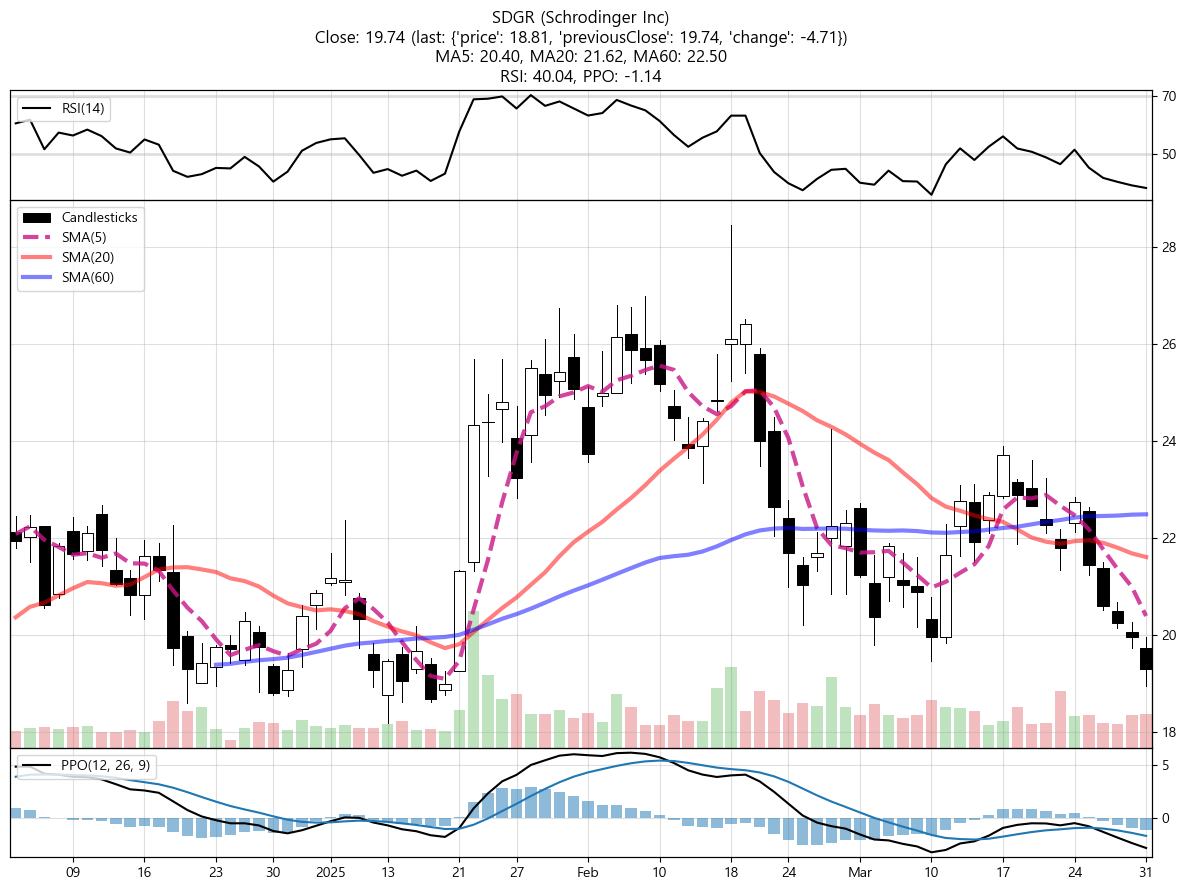 SDGR (Schrodinger Inc)
Close: 19.74 (last: {'price': 18.81, 'previousClose': 19.74, 'change': -4.71})
MA5: 20.40, MA20: 21.62, MA60: 22.50
RSI: 40.04, PPO: -1.14
RSI(14)
70
50
Candlesticks
SMA(5)
SMA(20)
SMA(60)
28
26
24
22
20
18
PPO(12, 26, 9)
5
0
09 16 23 30 2025 13 21 27 Feb 10 18 24 Mar 10 17 24 31